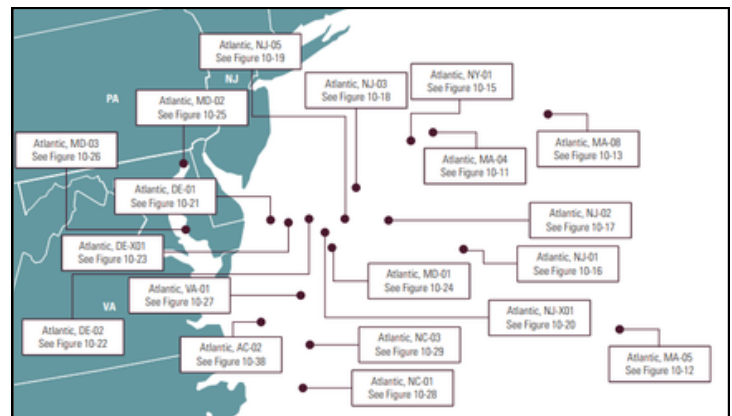 Atlantic, NJ-05
See Figure 10-19
NJ
PA
Atlantic, NJ-03
See Figure 10-18
Atlantic, NY-01
See Figure 10-15
Atlantic, MD-02
See Figure 10-25
Atlantic, MD-03
See Figure 10-26
Atlantic, MA-04
See Figure 10-11
Atlantic, MA-08
See Figure 10-13
Atlantic, DE-01
See Figure 10-21
Atlantic, NJ-02
See Figure 10-17
Atlantic, DE-X01
See Figure 10-23
Atlantic, NJ-01
See Figure 10-16
Atlantic, MD-01
See Figure 10-24
Atlantic, VA-01
See Figure 10-27
VA
Atlantic, NJ-X01
See Figure 10-20
Atlantic, DE-02
See Figure 10-22
Atlantic, AC-02
See Figure 10-38
Atlantic, NC-03
See Figure 10-29
Atlantic, MA-05
See Figure 10-12
Atlantic, NC-01
See Figure 10-28